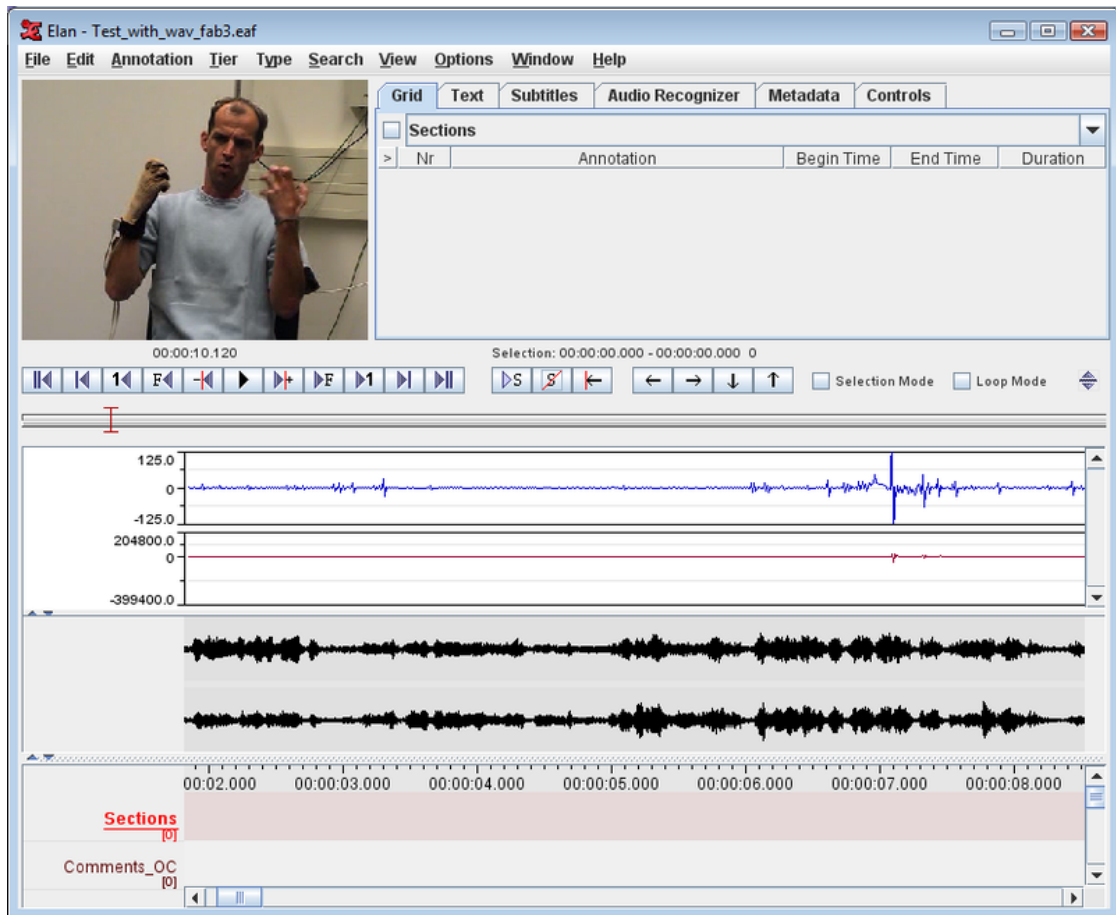 Elan - Test_with_wav_fab3.eaf
File Edit Annotation Tier Type Search View Options Window Help
Grid Text Subtitles Audio Recognizer Metadata Controls
Sections
> Nr Annotation Begin Time End Time Duration
00:00:10.120
Selection: 00:00:00.000 - 00:00:00.000 0
1 F + F 1 S S Selection Mode Loop Mode
125.0
0
-125.0
204800.0
0
-399400.0
00:02.000 00:00:03.000 00:00:04.000 00:00:05.000 00:00:06.000 00:00:07.000 00:00:08.000
Sections
[0]
Comments_OC
[0]